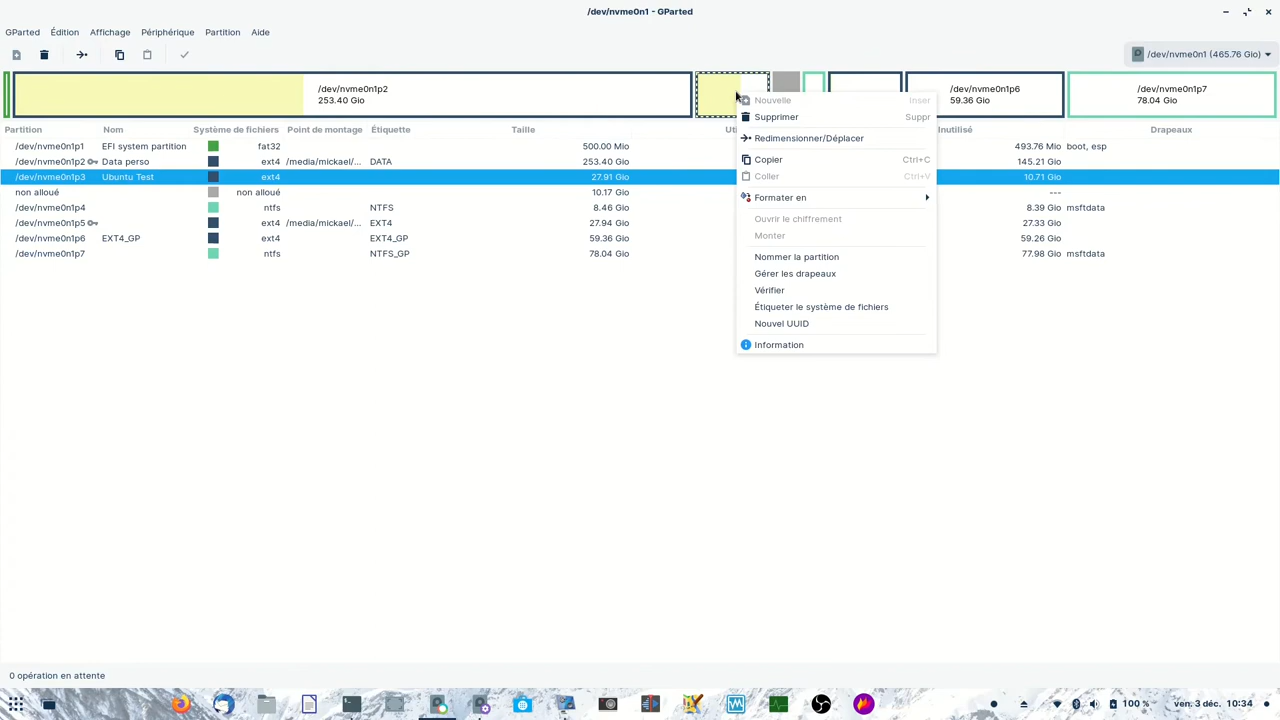 /dev/nvme0n1 - GParted
GParted Édition Affichage Périphérique Partition Aide
/dev/nvme0n1 (465.76 Gio)
/dev/nvme0n1p2
253.40 Gio
/dev/nvme0n1p6
59.36 Gio
/dev/nvme0n1p7
78.04 Gio
Partition Nom Système de fichiers Point de montage Étiquette Taille Inutilisé Drapeaux
/dev/nvme0n1p1 EFI system partition fat32 500.00 Mio 493.76 Mio boot, esp
/dev/nvme0n1p2 Data perso ext4 /media/mickael/... DATA 253.40 Gio 145.21 Gio
/dev/nvme0n1p3 Ubuntu Test ext4 27.91 Gio 10.71 Gio
non alloué non alloué 10.17 Gio ---
/dev/nvme0n1p4 ntfs NTFS 8.46 Gio 8.39 Gio msftdata
/dev/nvme0n1p5 ext4 /media/mickael/... EXT4 27.94 Gio 27.33 Gio
/dev/nvme0n1p6 EXT4_GP ext4 EXT4_GP 59.36 Gio 59.26 Gio
/dev/nvme0n1p7 ntfs NTFS_GP 78.04 Gio 77.98 Gio msftdata
Nouvelle Inser
Supprimer Suppr
Redimensionner/Déplacer
Copier Ctrl+C
Coller Ctrl+V
Formater en
Ouvrir le chiffrement
Monter
Nommer la partition
Gérer les drapeaux
Vérifier
Étiqueter le système de fichiers
Nouvel UUID
Information
0 opération en attente
100 % ven. 3 déc. 10:34